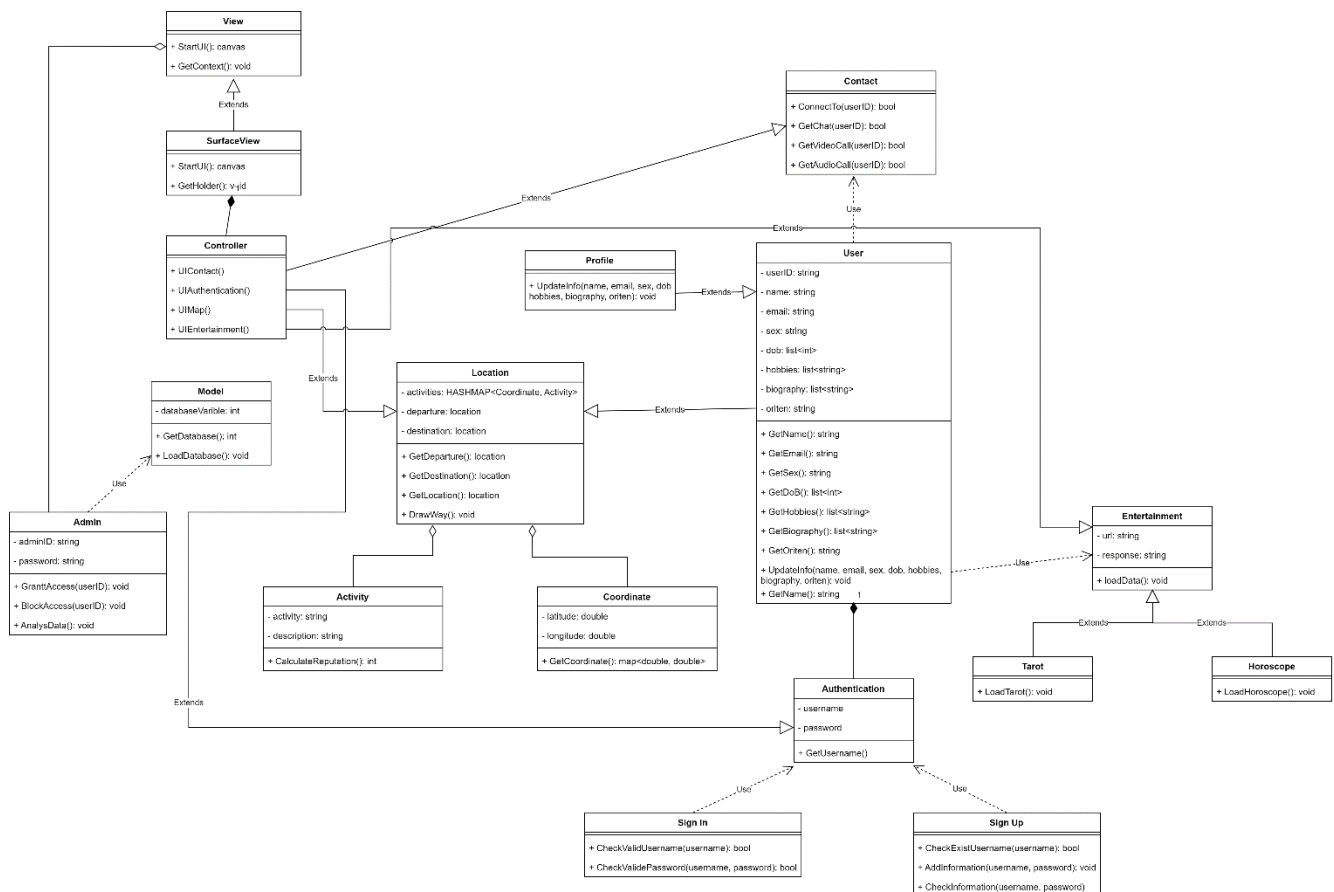 View
+ StartUI(): canvas
+ GetContext(): void
Extends
SurfaceView
+ StartUI(): canvas
+ GetHolder(): v
1
id
Controller
+ UIContact()
+ UIAuthentication()
+ UIMap()
+ UIEntertainment()
Extends
Extends
Extends
Extends
Contact
+ ConnectTo(userID): bool
+ GetChat(userID): bool
+ GetVideoCall(userID): bool
+ GetAudioCall(userID): bool
Use
Profile
+ UpdateInfo(name, email, sex, dob
hobbies, biography, oriten): void
Extends
User
- userID: string
- name: string
- email: string
- sex: string
- dob: list<int>
- hobbies: list<string>
- biography: list<string>
- oriten: string
+ GetName(): string
+ GetEmail(): string
+ GetSex(): string
+ GetDoB(): list<int>
+ GetHobbies(): list<string>
+ GetBiography(): list<string>
+ GetOriten(): string
+ UpdateInfo(name, email, sex, dob, hobbies,
biography, oriten): void
+ GetName(): string
1
Extends
Use
Model
- databaseVarible: int
+ GetDatabase(): int
+ LoadDatabase(): void
Use
Admin
- adminID: string
- password: string
+ GranttAccess(userID): void
+ BlockAccess(userID): void
+ AnalysData(): void
Location
- activities: HASHMAP<Coordinate, Activity>
- departure: location
- destination: location
+ GetDeparture(): location
+ GetDestination(): location
+ GetLocation(): location
+ DrawWay(): void
Activity
- activity: string
- description: string
+ CalculateReputation(): int
Coordinate
- latitude: double
- longitude: double
+ GetCoordinate(): map<double, double>
Entertainment
- url: string
- response: string
+ loadData(): void
Extends
Extends
Tarot
+ LoadTarot(): void
Horoscope
+ LoadHoroscope(): void
Authentication
- username
- password
+ GetUsername()
Use
Use
Sign In
+ CheckValidUsername(username): bool
+ CheckValidePassword(username, password): bool
Sign Up
+ CheckExistUsername(username): bool
+ AddInformation(username, password): void
+ CheckInformation(username, password)